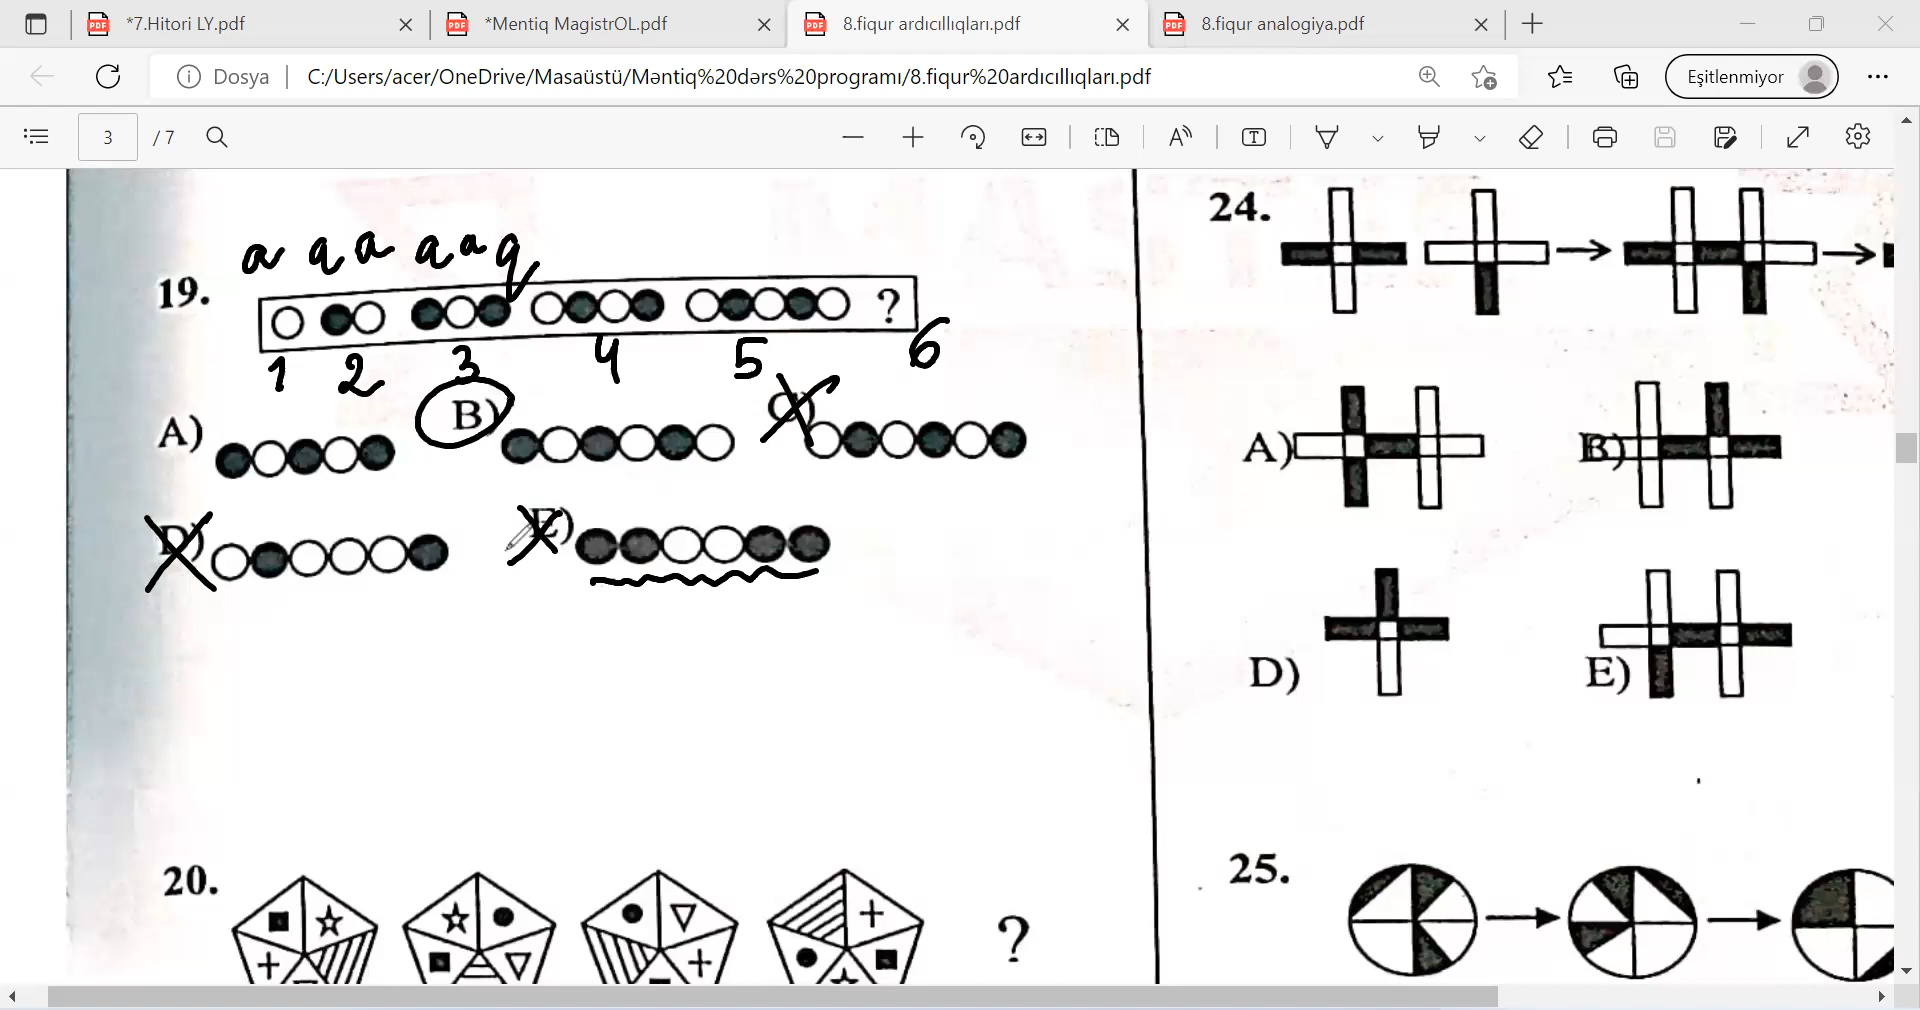 *7.Hitori LY.pdf
*Mentiq MagistrOL.pdf
8.fiqur ardıcıllıqları.pdf
8.fiqur analogiya.pdf
Dosya
C:/Users/acer/OneDrive/Masaüstü/Məntiq%20dərs%20programı/8.fiqur%20ardıcıllıqları.pdf
Eşitlenmiyor
3
/ 7
a q a q a q
19.
?
1 2 3 4 5 6
A)
B)
C)
D)
E)
20.
?
24.
A)
B)
D)
E)
25.